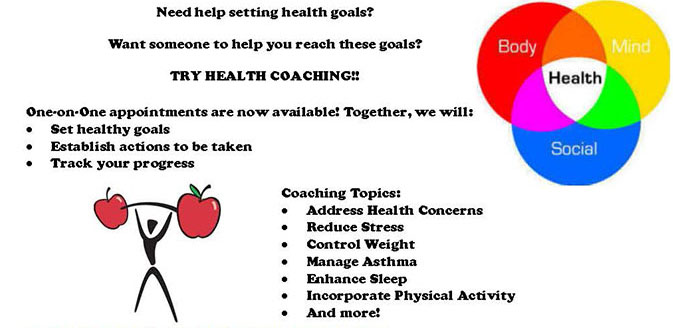 Need help setting health goals?
Want someone to help you reach these goals?
TRY HEALTH COACHING!!
One-on-One appointments are now available! Together, we will:
• Set healthy goals
• Establish actions to be taken
• Track your progress
Body
Mind
Health
Social
Coaching Topics:
• Address Health Concerns
• Reduce Stress
• Control Weight
• Manage Asthma
• Enhance Sleep
• Incorporate Physical Activity
• And more!